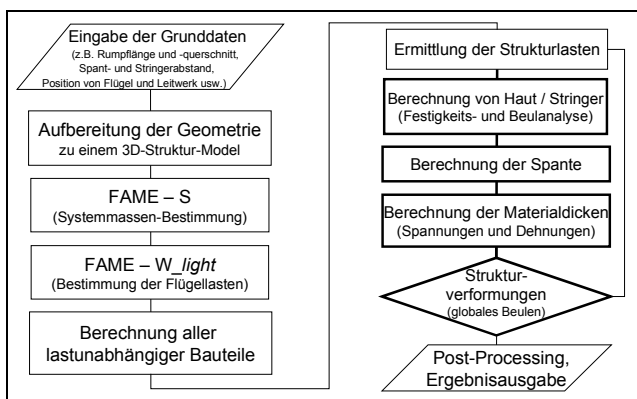 Eingabe der Grunddaten
(z.B. Rumpflänge und -querschnitt,
Spant- und Stringerabstand,
Position von Flügel und Leitwerk usw.)
Aufbereitung der Geometrie
zu einem 3D-Struktur-Model
FAME – S
(Systemmassen-Bestimmung)
FAME – W_light
(Bestimmung der Flügellasten)
Berechnung aller
lastunabhängiger Bauteile
Ermittlung der Strukturlasten
Berechnung von Haut / Stringer
(Festigkeits- und Beulanalyse)
Berechnung der Spante
Berechnung der Materialdicken
(Spannungen und Dehnungen)
Struktur-
verformungen
(globales Beulen)
Post-Processing,
Ergebnisausgabe